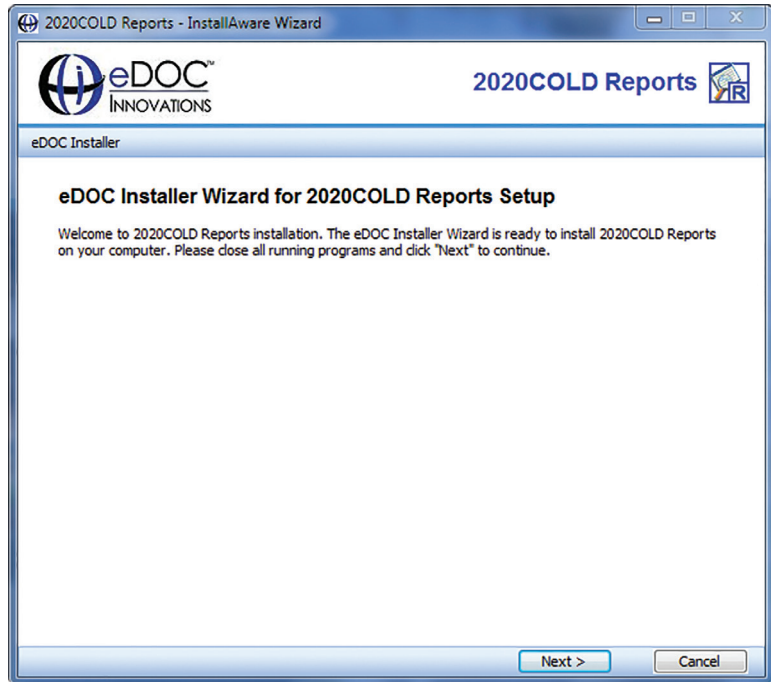 2020COLD Reports - InstallAware Wizard
eDOC™
INNOVATIONS
2020COLD Reports
R
eDOC Installer
eDOC Installer Wizard for 2020COLD Reports Setup
Welcome to 2020COLD Reports installation. The eDOC Installer Wizard is ready to install 2020COLD Reports
on your computer. Please close all running programs and click "Next" to continue.
Next >
Cancel